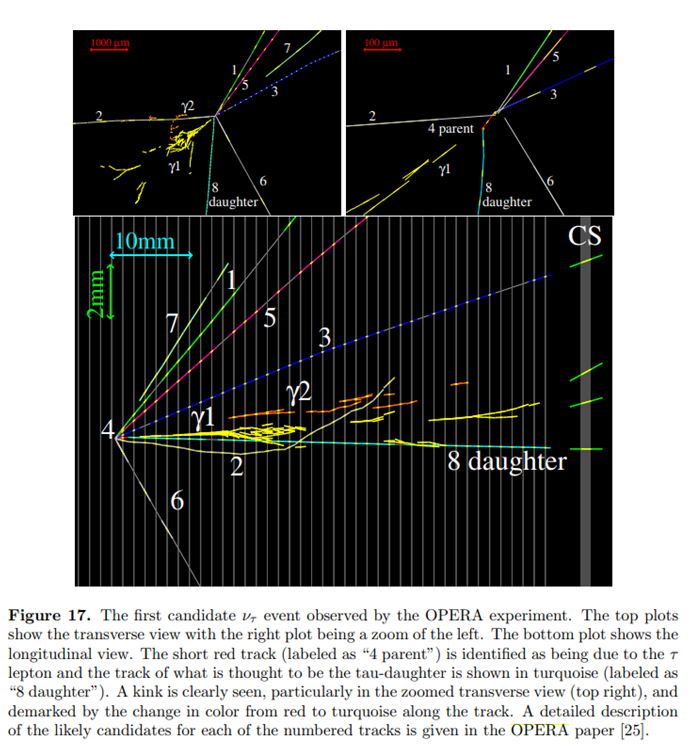 1000 μm
7
1
5
3
2
γ2
γ1
8
daughter
6
100 μm
5
1
3
2
4 parent
γ1
8
daughter
6
10mm
CS
2mm
1
7
5
3
γ2
γ1
4
2
8 daughter
6
Figure 17. The first candidate ντ event observed by the OPERA experiment. The top plots
show the transverse view with the right plot being a zoom of the left. The bottom plot shows the
longitudinal view. The short red track (labeled as “4 parent”) is identified as being due to the τ
lepton and the track of what is thought to be the tau-daughter is shown in turquoise (labeled as
“8 daughter”). A kink is clearly seen, particularly in the zoomed transverse view (top right), and
demarked by the change in color from red to turquoise along the track. A detailed description
of the likely candidates for each of the numbered tracks is given in the OPERA paper [25].